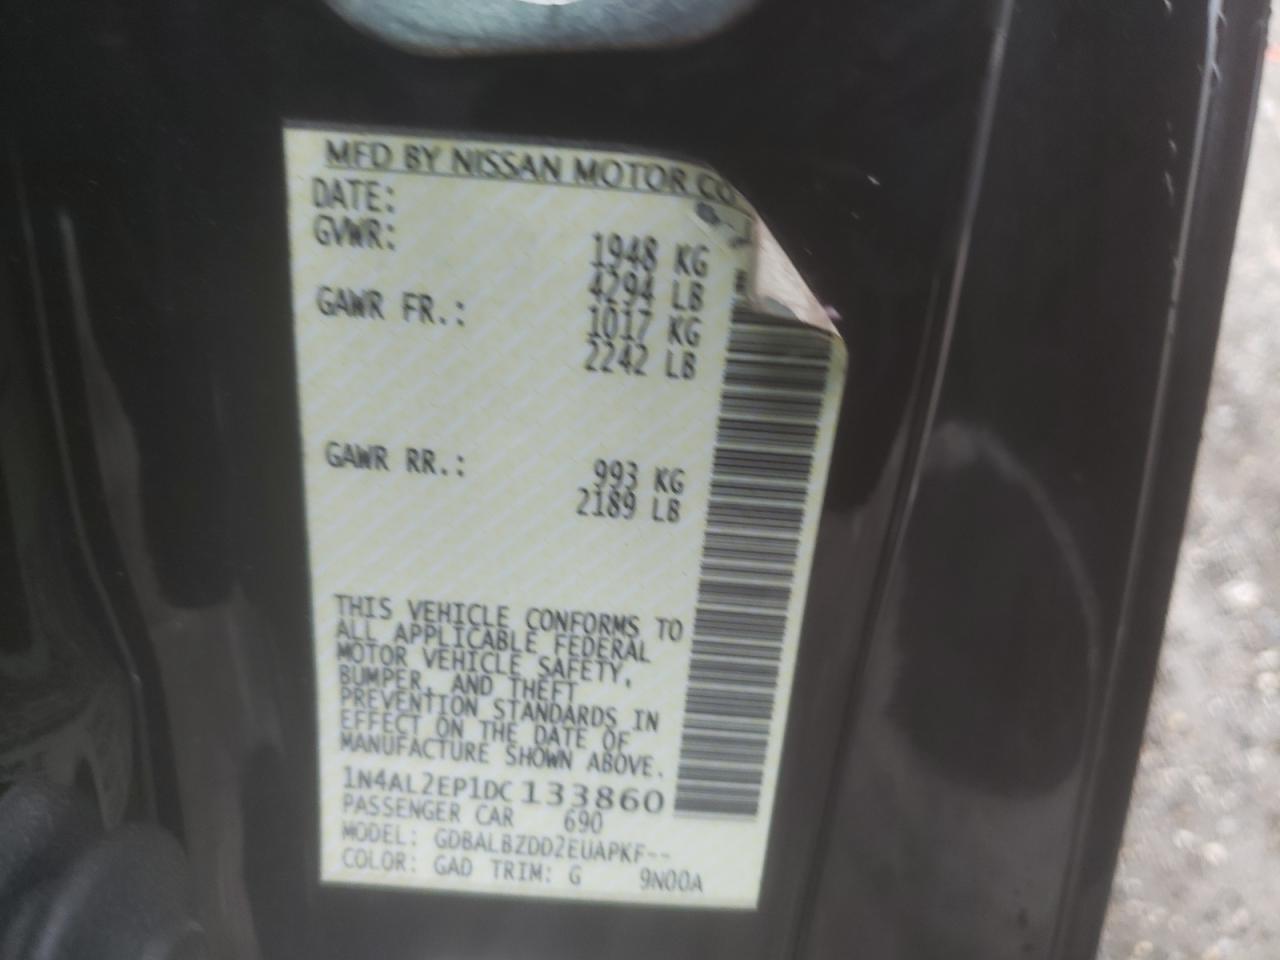 MFD BY NISSAN MOTOR CO
DATE:
GVWR: 1948 KG
4294 LB
GAWR FR.: 1017 KG
2242 LB
GAWR RR.: 993 KG
2189 LB
THIS VEHICLE CONFORMS TO
ALL APPLICABLE FEDERAL
MOTOR VEHICLE SAFETY,
BUMPER, AND THEFT
PREVENTION STANDARDS IN
EFFECT ON THE DATE OF
MANUFACTURE SHOWN ABOVE.
1N4AL2EP1DC133860
PASSENGER CAR 690
MODEL: GDBALBZDD2EUAPKF--
COLOR: GAD TRIM: G 9N00A